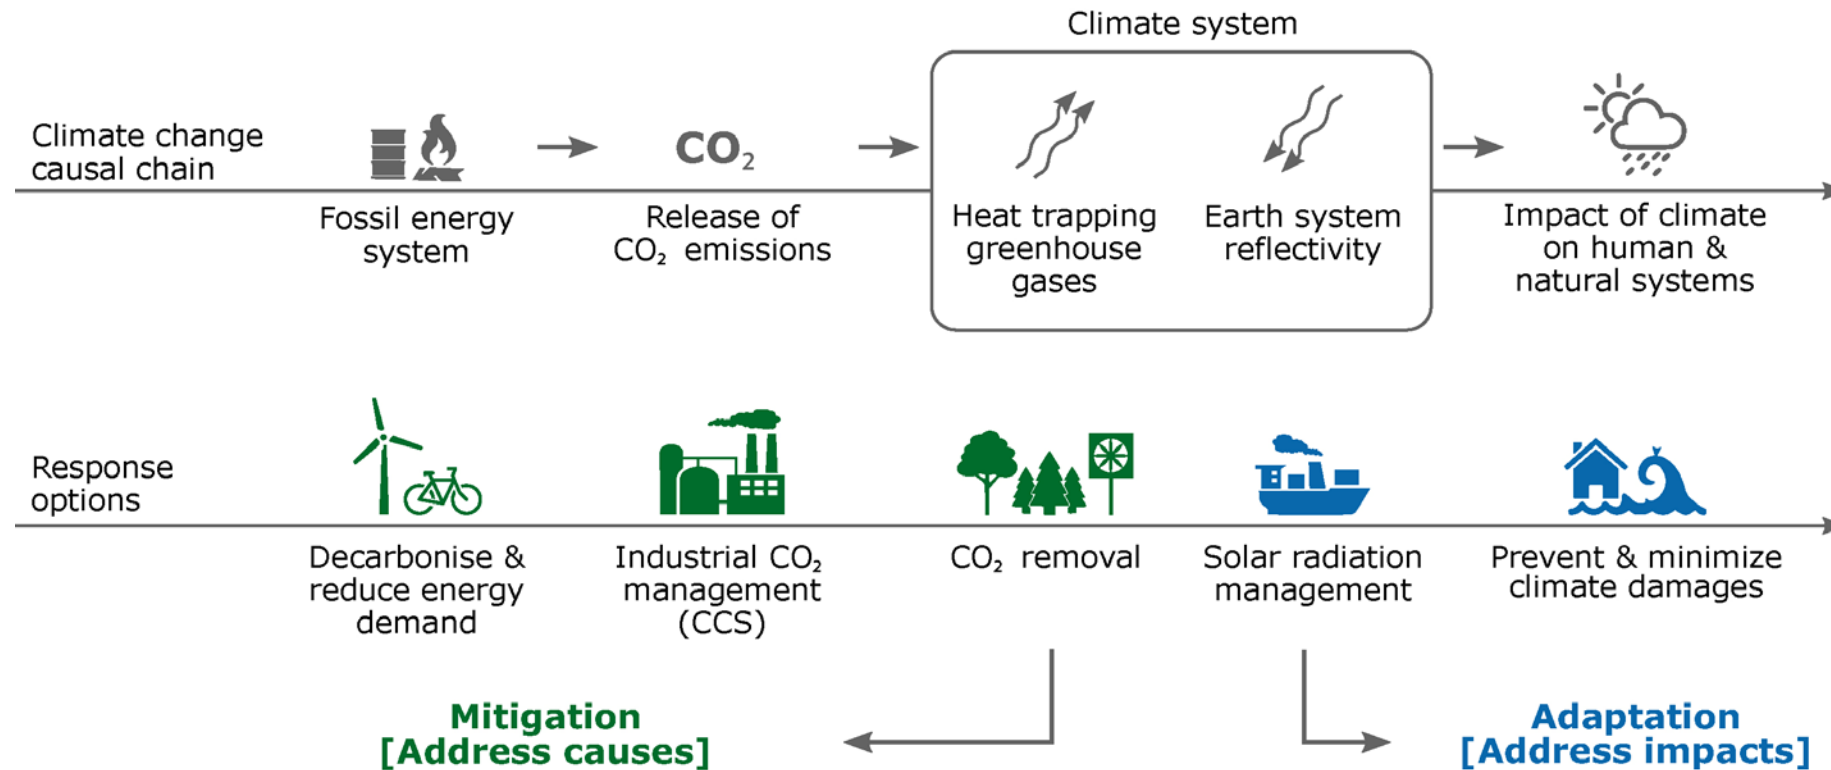 Climate system
Climate change
causal chain
CO₂
Fossil energy
system
Release of
CO₂ emissions
Heat trapping
greenhouse
gases
Earth system
reflectivity
Impact of climate
on human &
natural systems
Response
options
Decarbonise &
reduce energy
demand
Industrial CO₂
management
(CCS)
CO₂ removal
Solar radiation
management
Prevent & minimize
climate damages
Mitigation
[Address causes]
Adaptation
[Address impacts]